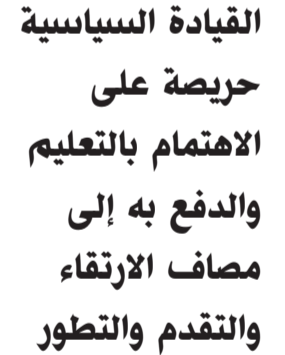 القيادة السياسية
حريصة على
الاهتمام بالتعليم
والدفع به إلى
مصاف الارتقاء
والتقدم والتطور